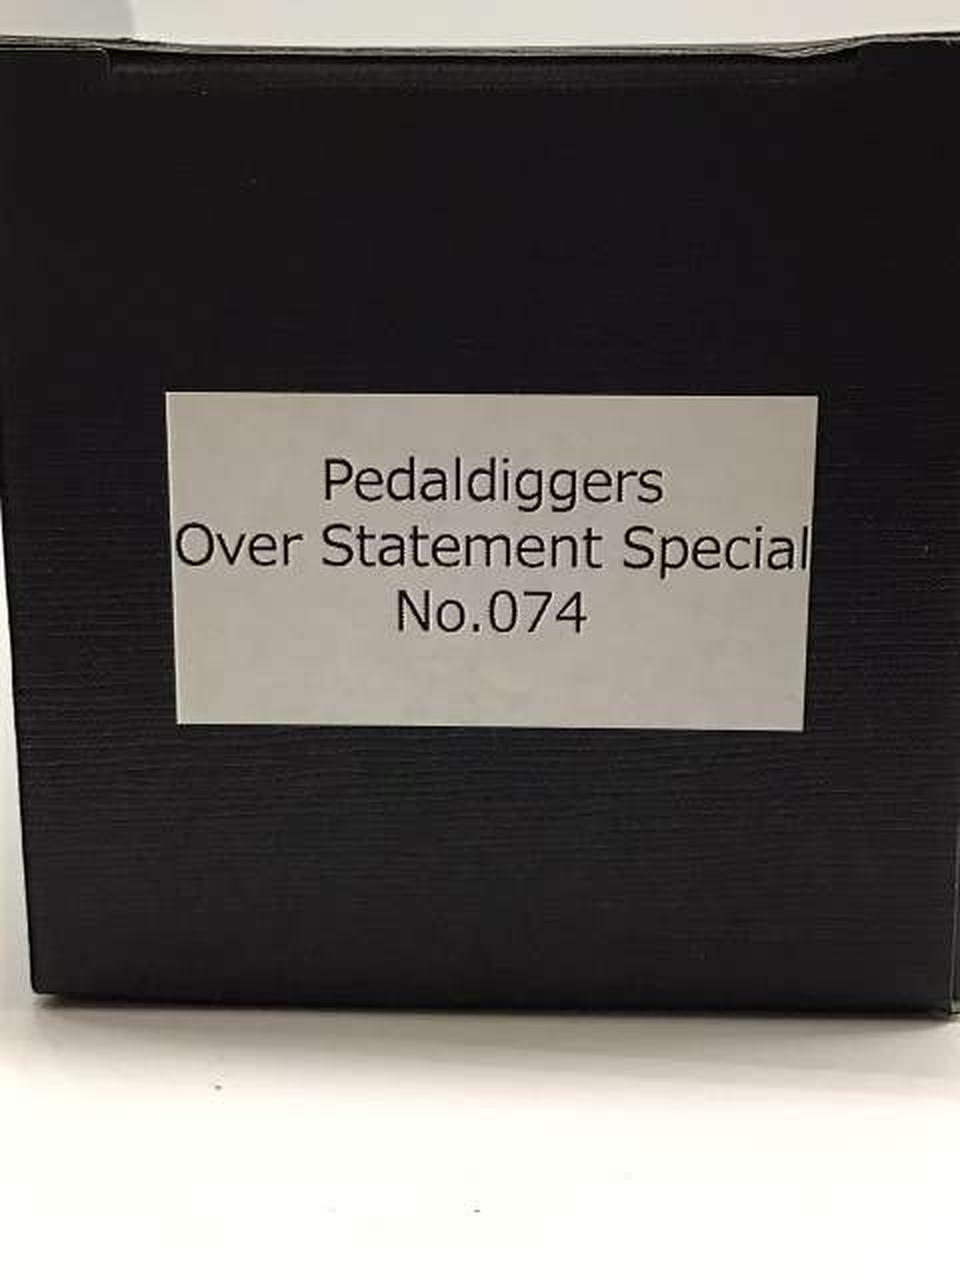 Pedaldiggers
Over Statement Special
No.074